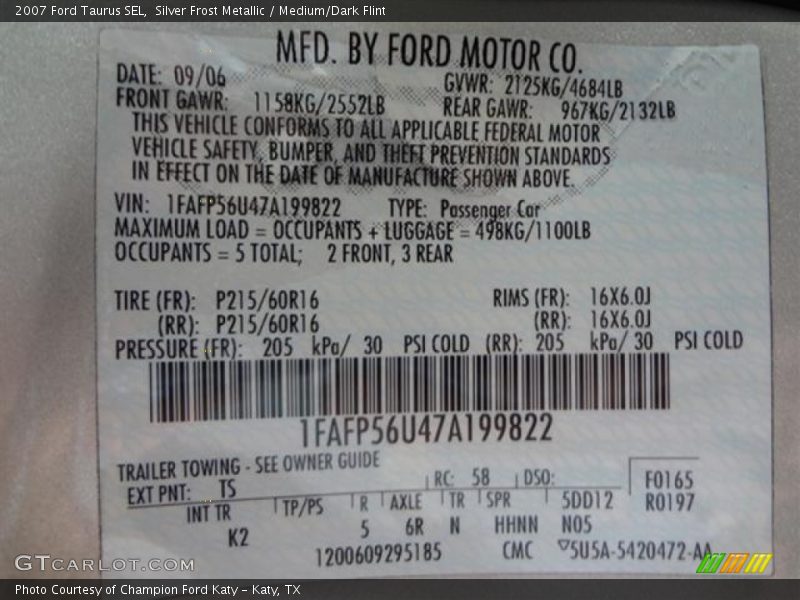 2007 Ford Taurus SEL,  Silver Frost Metallic / Medium/Dark Flint
MFD. BY FORD MOTOR CO.
DATE: 09/06 GVWR: 2125KG/4684LB
FRONT GAWR: 1158KG/2552LB REAR GAWR: 967KG/2132LB
THIS VEHICLE CONFORMS TO ALL APPLICABLE FEDERAL MOTOR
VEHICLE SAFETY, BUMPER, AND THEFT PREVENTION STANDARDS
IN EFFECT ON THE DATE OF MANUFACTURE SHOWN ABOVE.
VIN: 1FAFP56U47A199822 TYPE: Passenger Car
MAXIMUM LOAD = OCCUPANTS + LUGGAGE = 498KG/1100LB
OCCUPANTS = 5 TOTAL; 2 FRONT, 3 REAR
TIRE (FR): P215/60R16 RIMS (FR): 16X6.0J
(RR): P215/60R16 (RR): 16X6.0J
PRESSURE (FR): 205 kPa/ 30 PSI COLD (RR): 205 kPa/ 30 PSI COLD
1FAFP56U47A199822
TRAILER TOWING - SEE OWNER GUIDE
EXT PNT: TS RC: 58 DSO: F0165
INT TR TP/PS R AXLE TR SPR 5DD12 R0197
K2 5 6R N HHNN N05
1200609295185 CMC 5U5A-5420472-AA
GTCARLOT.COM
Photo Courtesy of Champion Ford Katy – Katy, TX